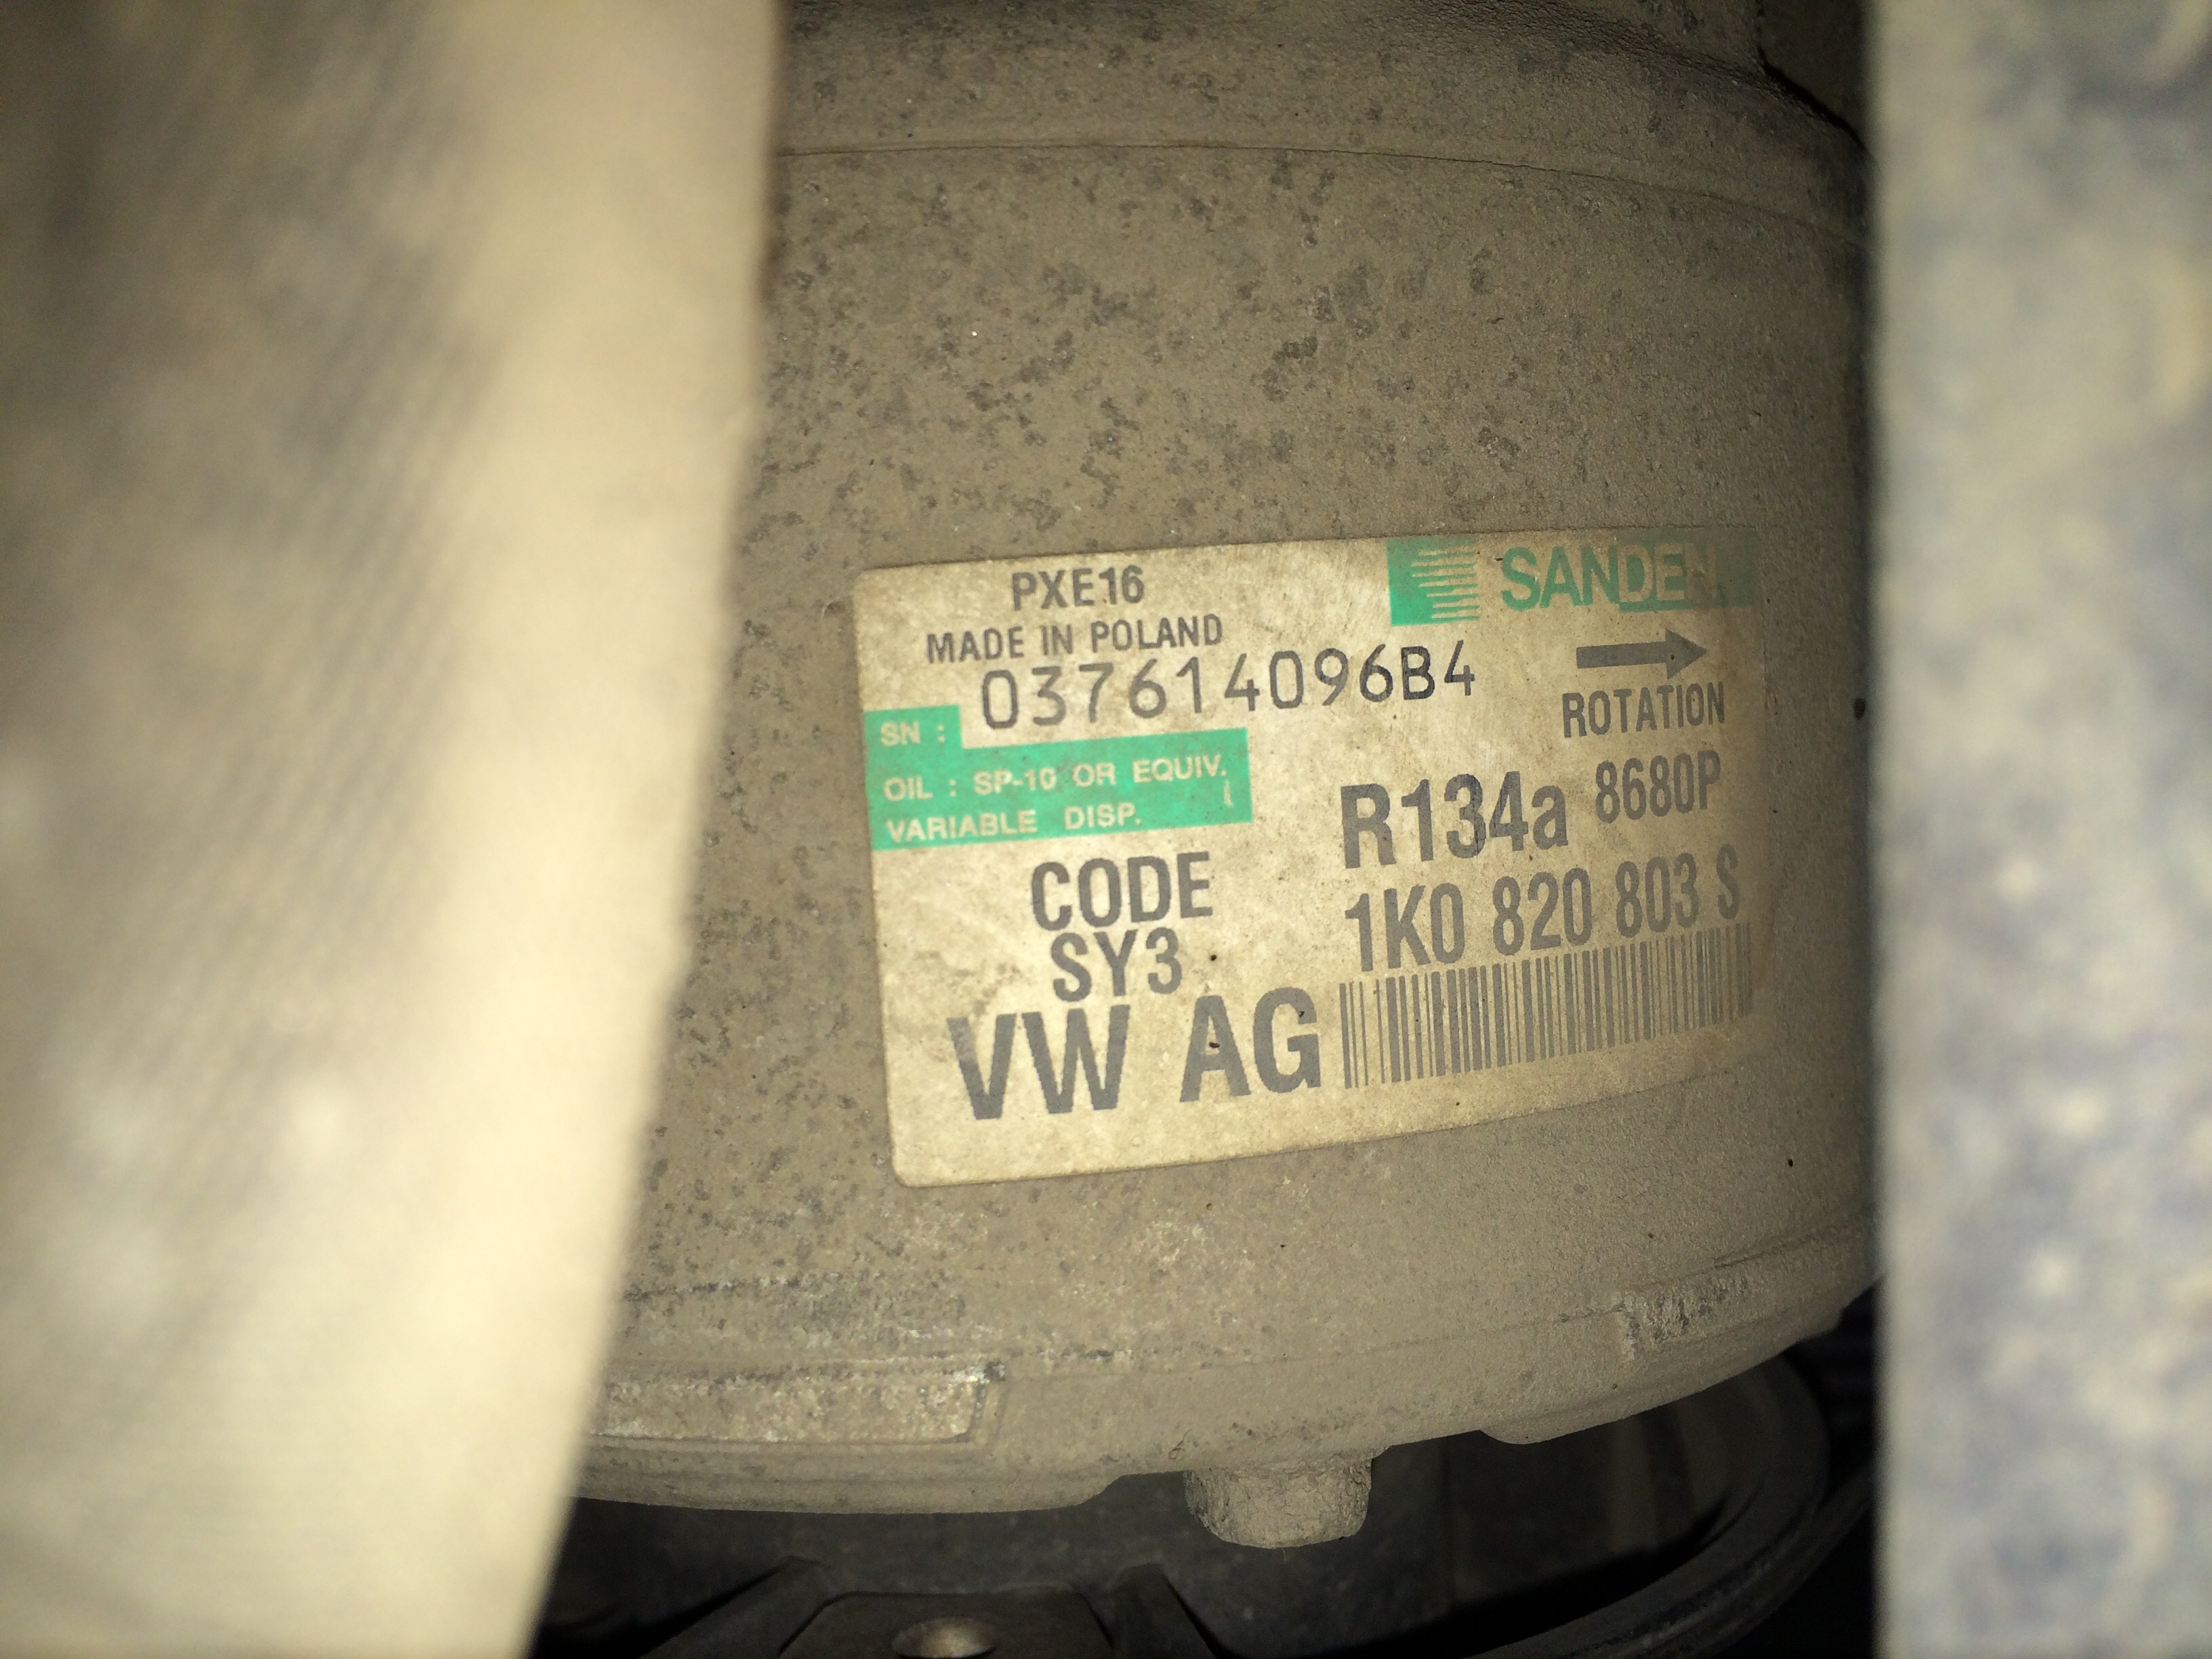 PXE16
SANDEN
MADE IN POLAND
SN : 037614096B4
ROTATION
OIL : SP-10 OR EQUIV.
VARIABLE DISP.
R134a 8680P
CODE
SY3
1K0 820 803 S
VW AG